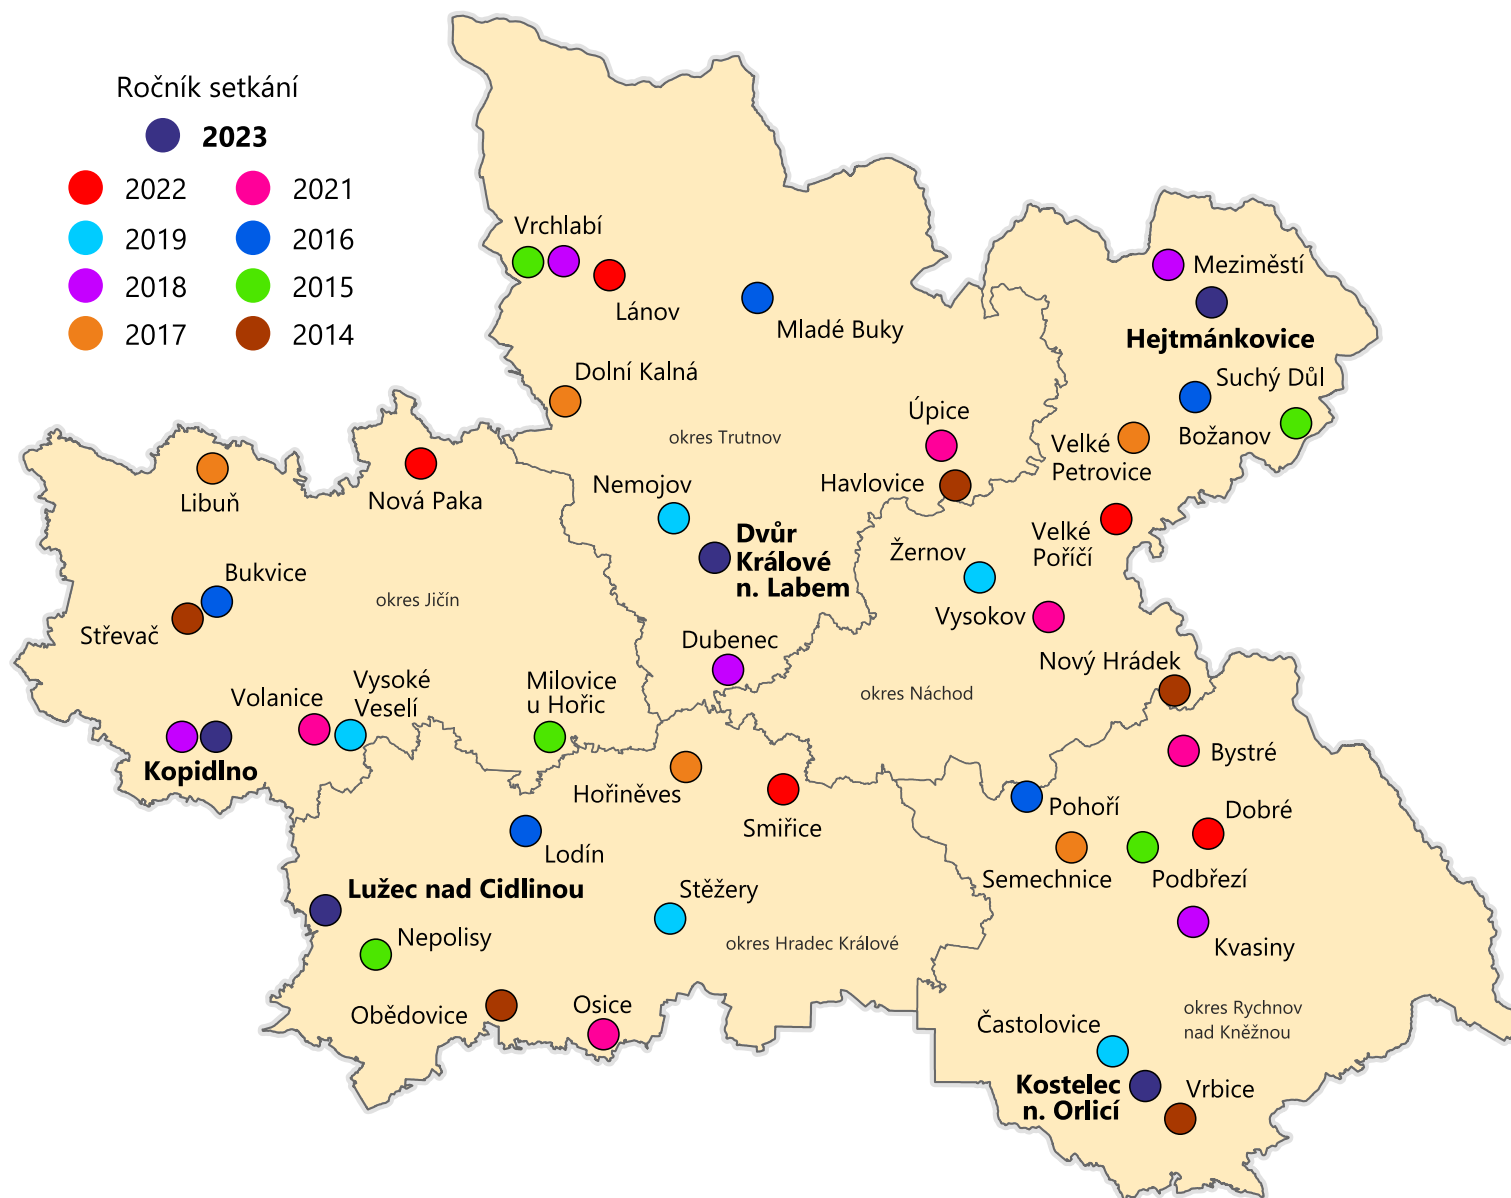 Ročník setkání
2023
2022
2021
2019
2016
2018
2015
2017
2014
Vrchlabí
Lánov
Mladé Buky
Meziměstí
Hejtmánkovice
Dolní Kalná
Suchý Důl
Božanov
Úpice
okres Trutnov
Velké
Petrovice
Libuň
Nová Paka
Nemojov
Havlovice
Dvůr
Králové
n. Labem
Velké
Poříčí
Žernov
Bukvice
okres Jičín
Střevač
Vysokov
Dubenec
Nový Hrádek
Volanice
Vysoké
Veselí
Milovice
u Hořic
okres Náchod
Kopidlno
Hořiněves
Smiřice
Bystré
Pohoří
Dobré
Lodín
Semechnice
Podbřezí
Lužec nad Cidlinou
Stěžery
Nepolisy
okres Hradec Králové
Kvasiny
Obědovice
Osice
okres Rychnov
nad Kněžnou
Častolovice
Kostelec
n. Orlicí
Vrbice